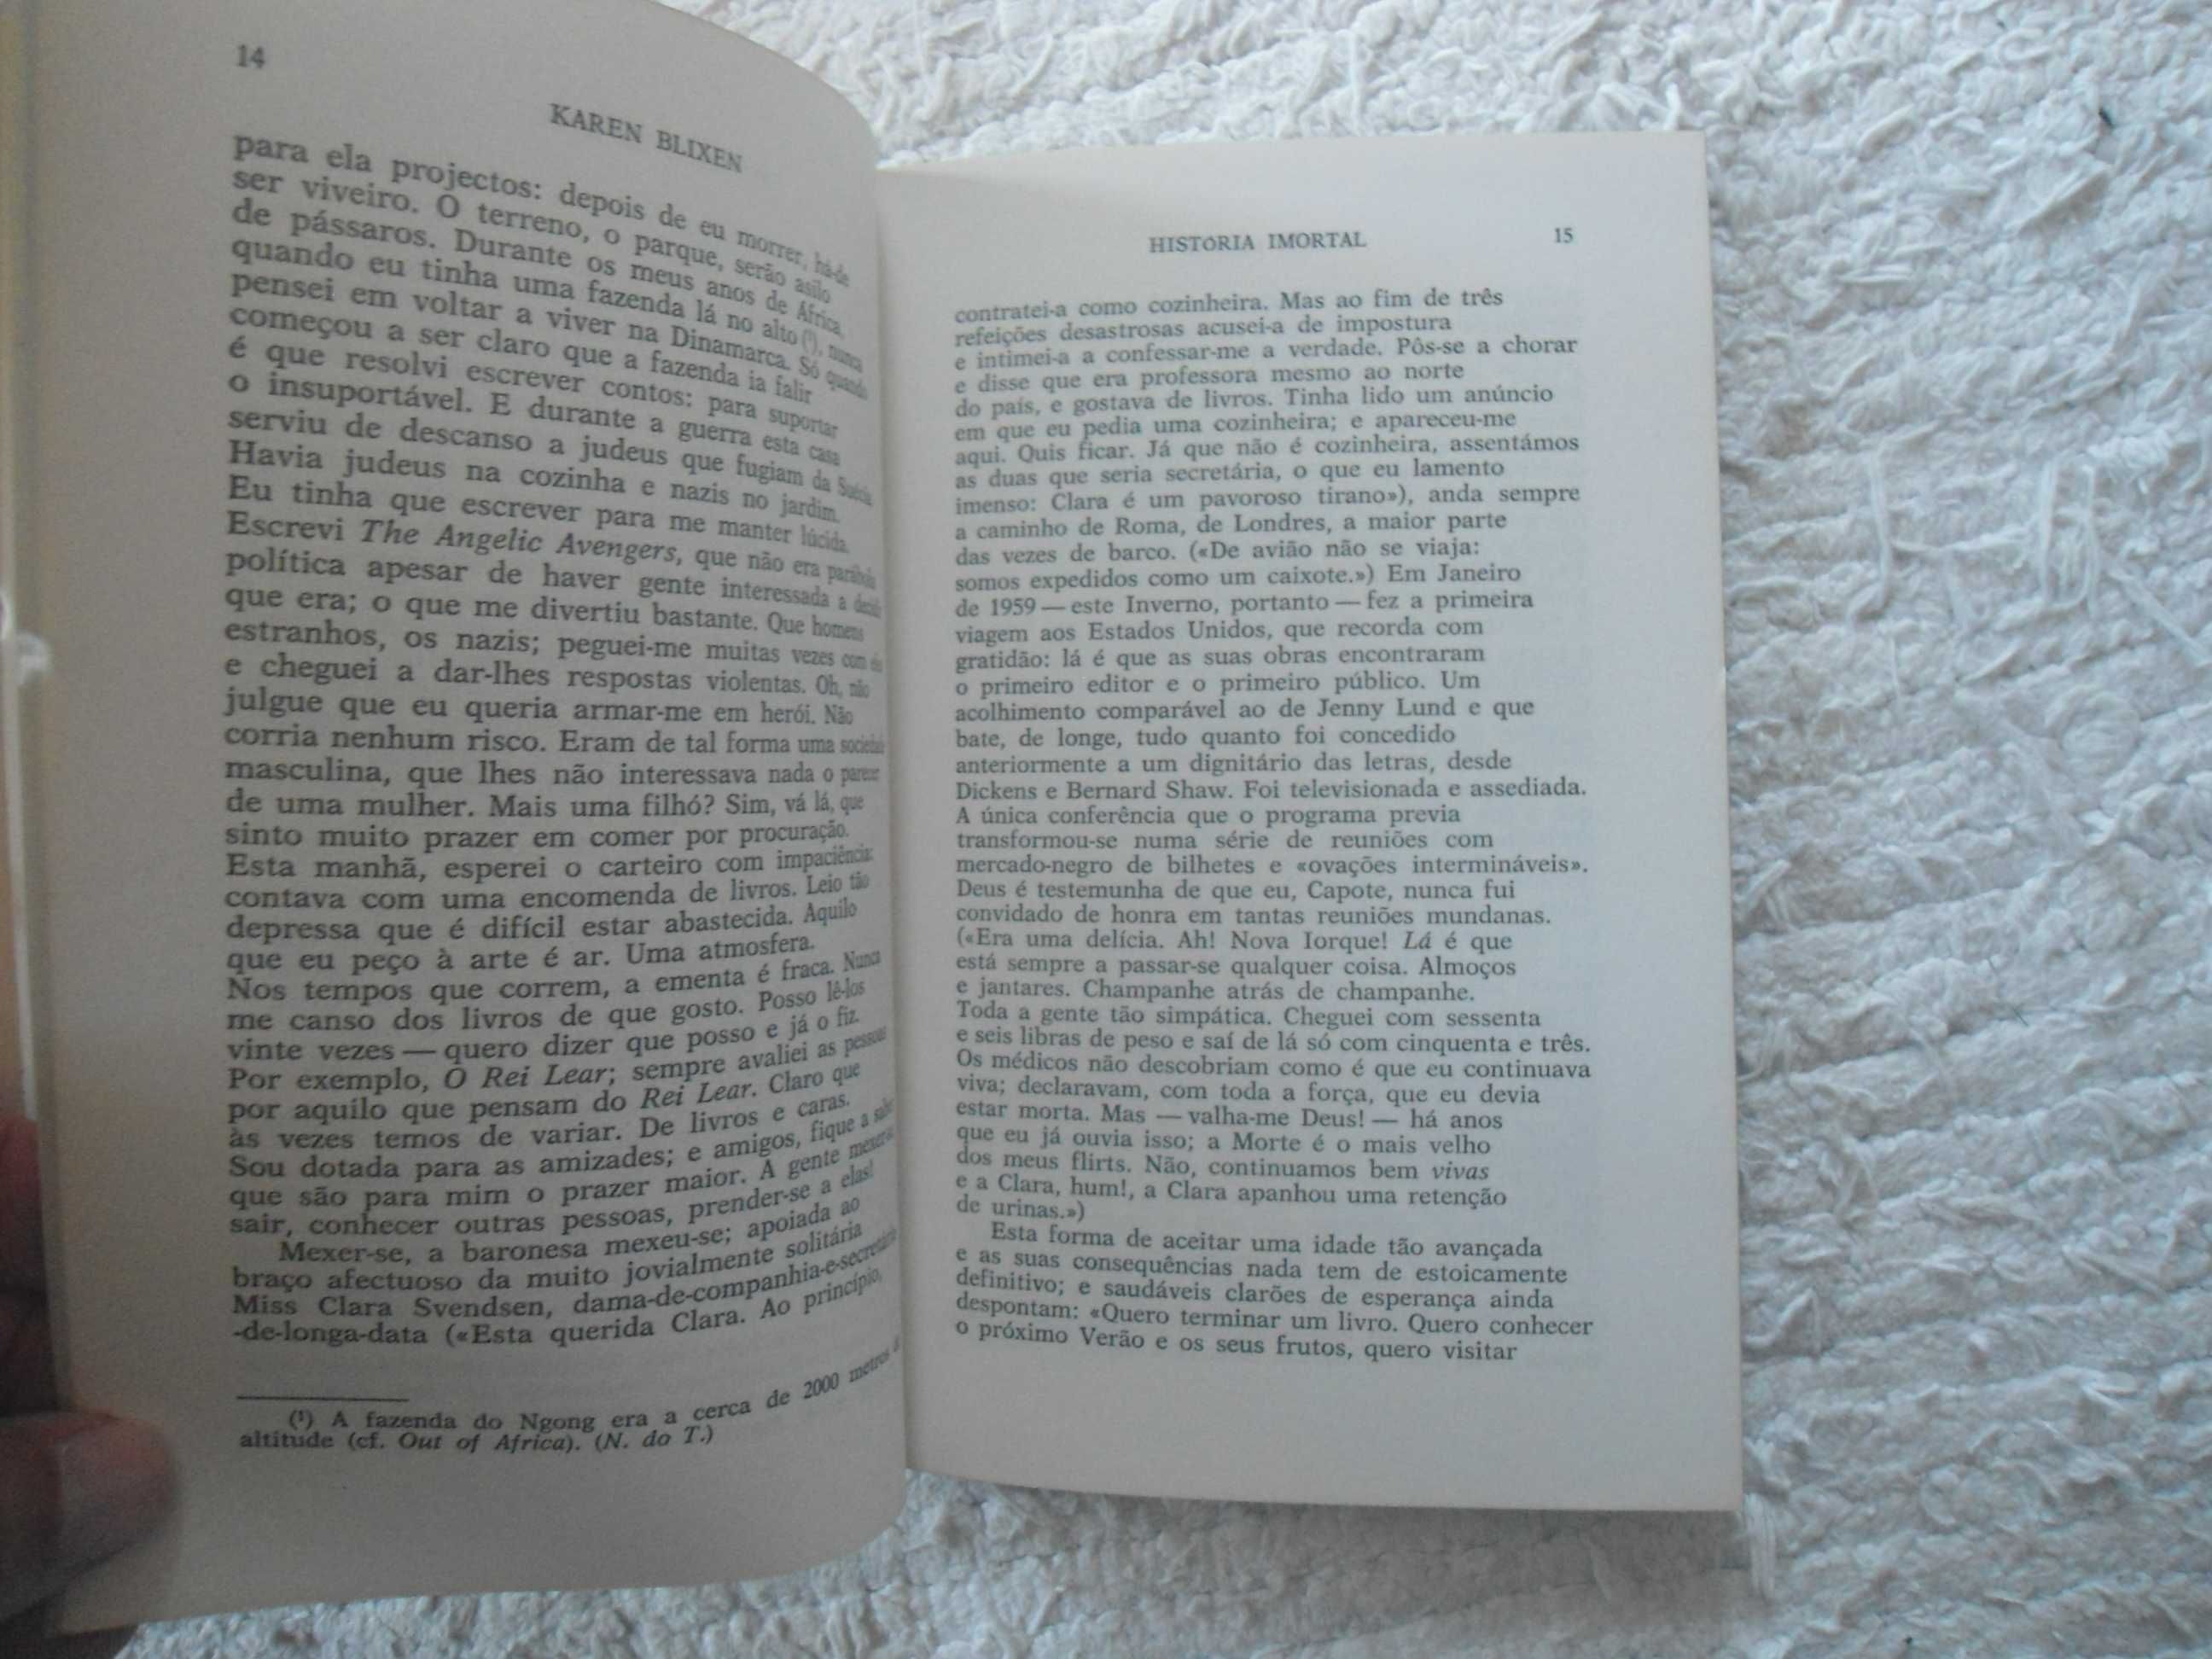 14
KAREN BLIXEN
para ela projectos: depois de eu morrer, há-de
ser viveiro. O terreno, o parque, serão asilo
de pássaros. Durante os meus anos de África,
quando eu tinha uma fazenda lá no alto (¹), nunca
pensei em voltar a viver na Dinamarca. Só quando
começou a ser claro que a fazenda ia falir
é que resolvi escrever contos: para suportar
o insuportável. E durante a guerra esta casa
serviu de descanso a judeus que fugiam da Suécia.
Havia judeus na cozinha e nazis no jardim.
Eu tinha que escrever para me manter lúcida.
Escrevi The Angelic Avengers, que não era parábola
política apesar de haver gente interessada a
que era; o que me divertiu bastante. Que homens
estranhos, os nazis; peguei-me muitas vezes com
e cheguei a dar-lhes respostas violentas. Oh, não
julgue que eu queria armar-me em herói. Não
corria nenhum risco. Eram de tal forma uma sociedade
masculina, que lhes não interessava nada o parecer
de uma mulher. Mais uma filhó? Sim, vá lá, que
sinto muito prazer em comer por procuração.
Esta manhã, esperei o carteiro com impaciência:
contava com uma encomenda de livros. Leio tão
depressa que é difícil estar abastecida. Aquilo
que eu peço à arte é ar. Uma atmosfera.
Nos tempos que correm, a ementa é fraca. Nunca
me canso dos livros de que gosto. Posso lê-los
vinte vezes — quero dizer que posso e já o fiz.
Por exemplo, O Rei Lear; sempre avaliei as pessoas
por aquilo que pensam do Rei Lear. Claro que
às vezes temos de variar. De livros e caras.
Sou dotada para as amizades; e amigos, fique a saber
que são para mim o prazer maior. A gente mexer-se
sair, conhecer outras pessoas, prender-se a elas!
Mexer-se, a baronesa mexeu-se; apoiada ao
braço afectuoso da muito jovialmente solitária
Miss Clara Svendsen, dama-de-companhia-e-secretária
-de-longa-data («Esta querida Clara. Ao princípio,
(¹) A fazenda do Ngong era a cerca de 2000 metros
altitude (cf. Out of Africa). (N. do T.)
HISTORIA IMORTAL
15
contratei-a como cozinheira. Mas ao fim de três
refeições desastrosas acusei-a de impostura
e intimei-a a confessar-me a verdade. Pôs-se a chorar
e disse que era professora mesmo ao norte
do país, e gostava de livros. Tinha lido um anúncio
em que eu pedia uma cozinheira; e apareceu-me
aqui. Quis ficar. Já que não é cozinheira, assentámos
as duas que seria secretária, o que eu lamento
imenso: Clara é um pavoroso tirano»), anda sempre
a caminho de Roma, de Londres, a maior parte
das vezes de barco. («De avião não se viaja:
somos expedidos como um caixote.») Em Janeiro
de 1959 — este Inverno, portanto — fez a primeira
viagem aos Estados Unidos, que recorda com
gratidão: lá é que as suas obras encontraram
o primeiro editor e o primeiro público. Um
acolhimento comparável ao de Jenny Lund e que
bate, de longe, tudo quanto foi concedido
anteriormente a um dignitário das letras, desde
Dickens e Bernard Shaw. Foi televisionada e assediada.
A única conferência que o programa previa
transformou-se numa série de reuniões com
mercado-negro de bilhetes e «ovações intermináveis».
Deus é testemunha de que eu, Capote, nunca fui
convidado de honra em tantas reuniões mundanas.
(«Era uma delícia. Ah! Nova Iorque! Lá é que
está sempre a passar-se qualquer coisa. Almoços
e jantares. Champanhe atrás de champanhe.
Toda a gente tão simpática. Cheguei com sessenta
e seis libras de peso e saí de lá só com cinquenta e três.
Os médicos não descobriam como é que eu continuava
viva; declaravam, com toda a força, que eu devia
estar morta. Mas — valha-me Deus! — há anos
que eu já ouvia isso; a Morte é o mais velho
dos meus flirts. Não, continuamos bem vivas
e a Clara, hum!, a Clara apanhou uma retenção
de urinas.»)
Esta forma de aceitar uma idade tão avançada
e as suas consequências nada tem de estoicamente
definitivo; e saudáveis clarões de esperança ainda
despontam: «Quero terminar um livro. Quero conhecer
o próximo Verão e os seus frutos, quero visitar